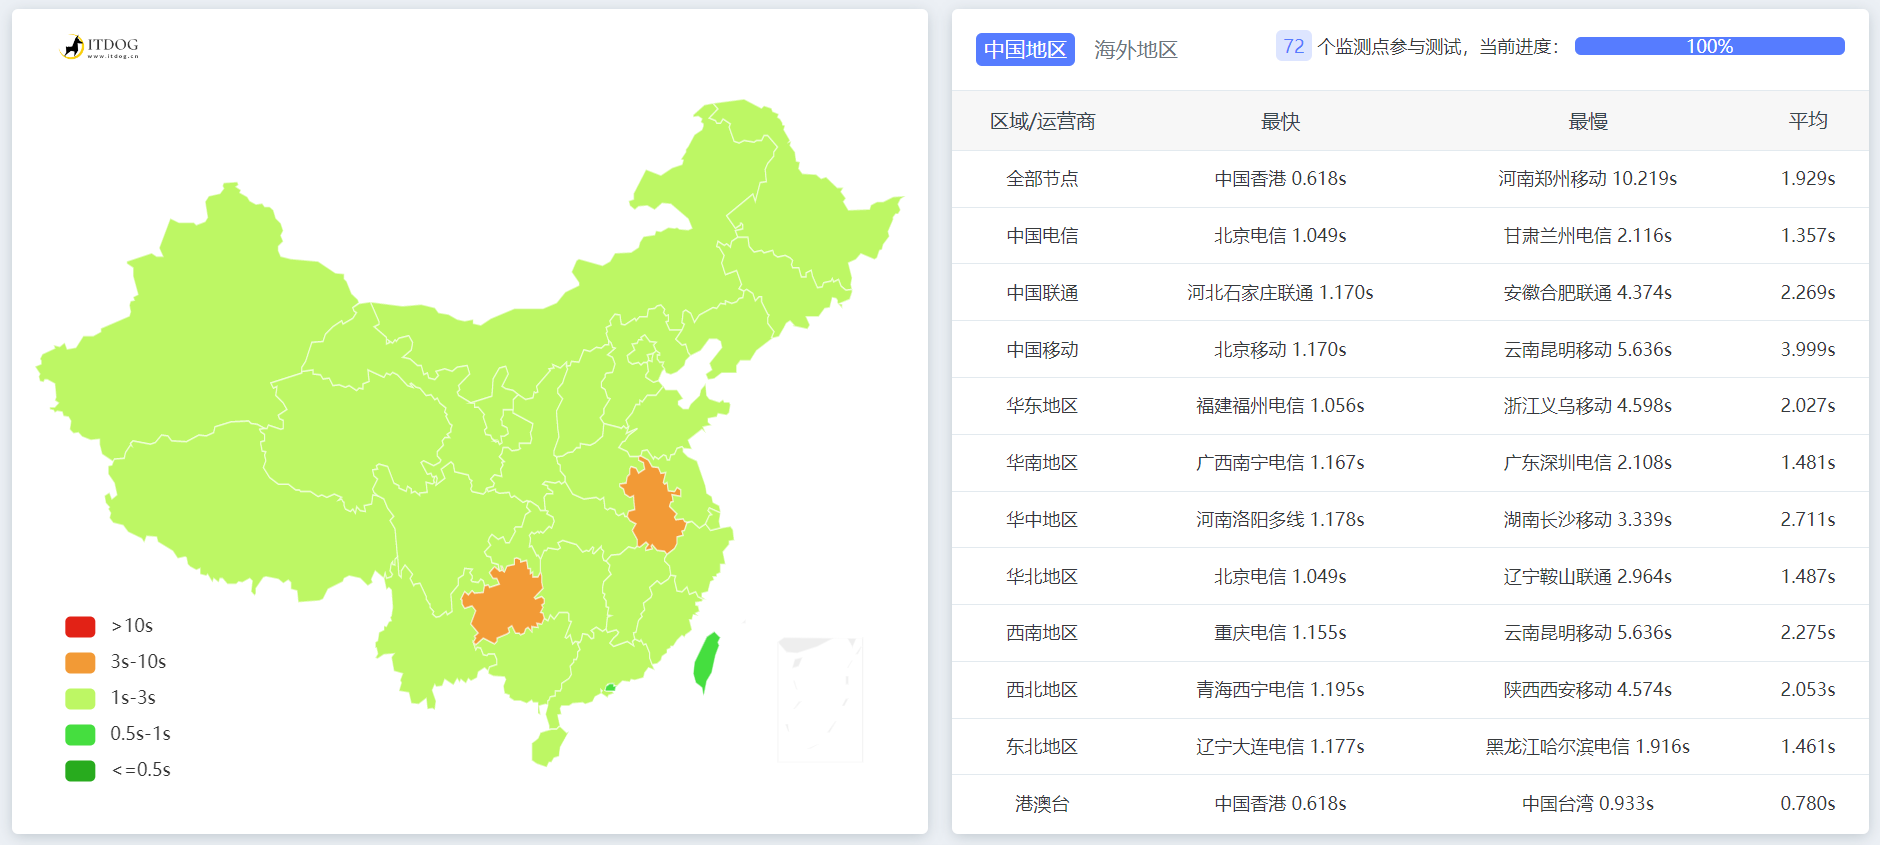 ITDOG
www.itdog.cn
>10s
3s-10s
1s-3s
0.5s-1s
<=0.5s
中国地区 海外地区 72 个监测点参与测试，当前进度： 100%
区域/运营商 最快 最慢 平均
全部节点 中国香港 0.618s 河南郑州移动 10.219s 1.929s
中国电信 北京电信 1.049s 甘肃兰州电信 2.116s 1.357s
中国联通 河北石家庄联通 1.170s 安徽合肥联通 4.374s 2.269s
中国移动 北京移动 1.170s 云南昆明移动 5.636s 3.999s
华东地区 福建福州电信 1.056s 浙江义乌移动 4.598s 2.027s
华南地区 广西南宁电信 1.167s 广东深圳电信 2.108s 1.481s
华中地区 河南洛阳多线 1.178s 湖南长沙移动 3.339s 2.711s
华北地区 北京电信 1.049s 辽宁鞍山联通 2.964s 1.487s
西南地区 重庆电信 1.155s 云南昆明移动 5.636s 2.275s
西北地区 青海西宁电信 1.195s 陕西西安移动 4.574s 2.053s
东北地区 辽宁大连电信 1.177s 黑龙江哈尔滨电信 1.916s 1.461s
港澳台 中国香港 0.618s 中国台湾 0.933s 0.780s